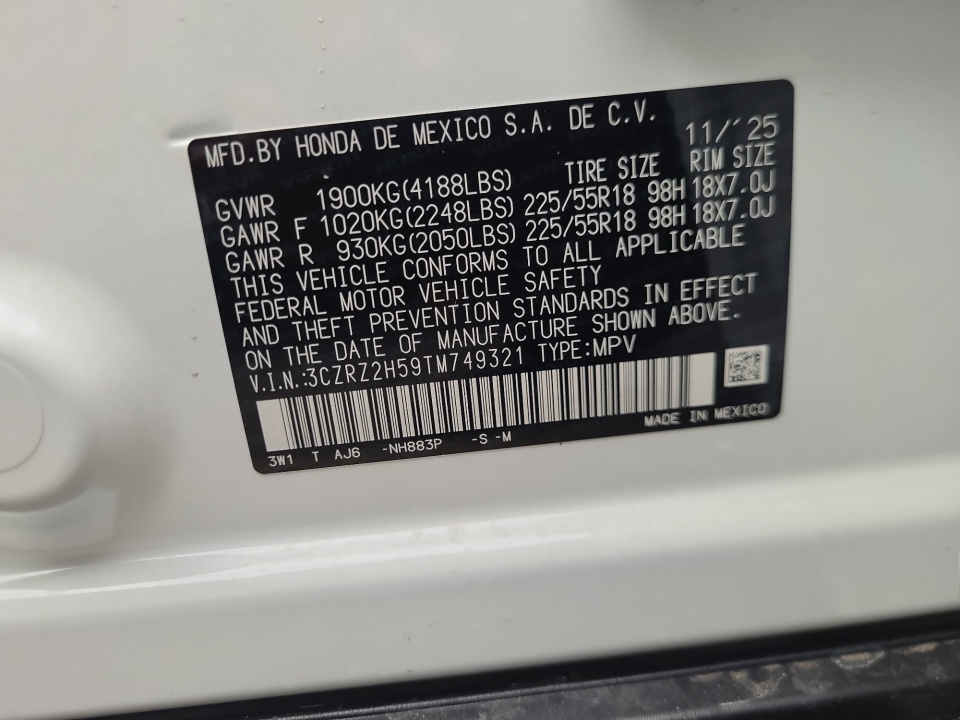 MFD.BY HONDA DE MEXICO S.A. DE C.V. 11/'25
TIRE SIZE RIM SIZE
GVWR 1900KG(4188LBS)
GAWR F 1020KG(2248LBS) 225/55R18 98H 18X7.0J
GAWR R 930KG(2050LBS) 225/55R18 98H 18X7.0J
THIS VEHICLE CONFORMS TO ALL APPLICABLE
FEDERAL MOTOR VEHICLE SAFETY
AND THEFT PREVENTION STANDARDS IN EFFECT
ON THE DATE OF MANUFACTURE SHOWN ABOVE.
V.I.N.:3CZRZ2H59TM749321 TYPE:MPV
MADE IN MEXICO
3W1 T AJ6 -NH883P -S -M